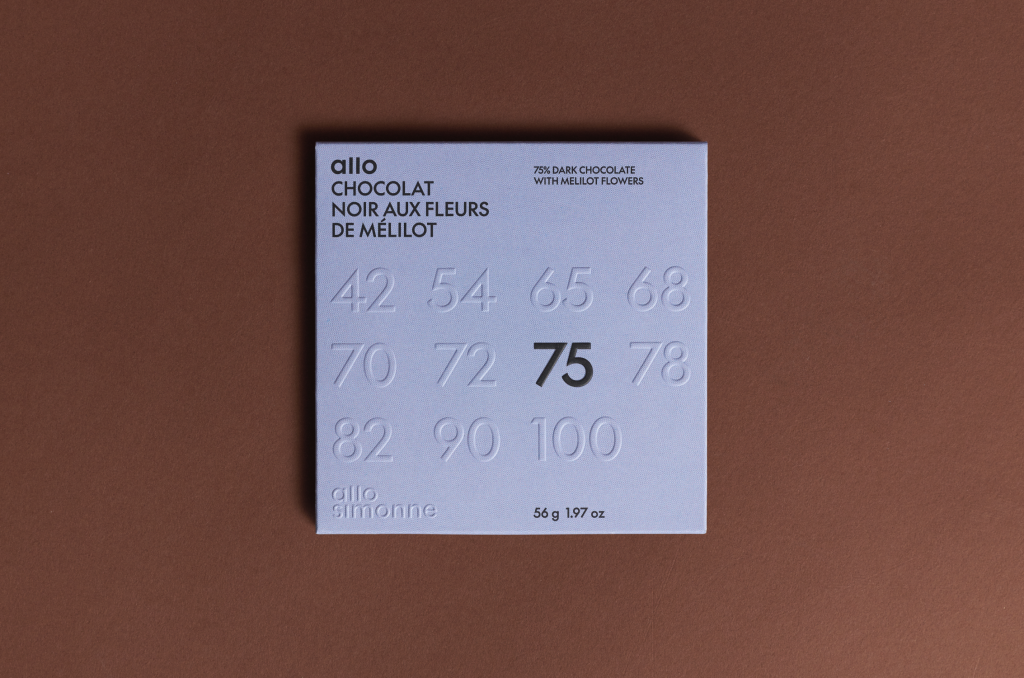 allo
CHOCOLAT
NOIR AUX FLEURS
DE MÉLILOT
75% DARK CHOCOLATE
WITH MELILOT FLOWERS
42 54 65 68
70 72 75 78
82 90 100
allo
simonne
56 g 1.97 oz